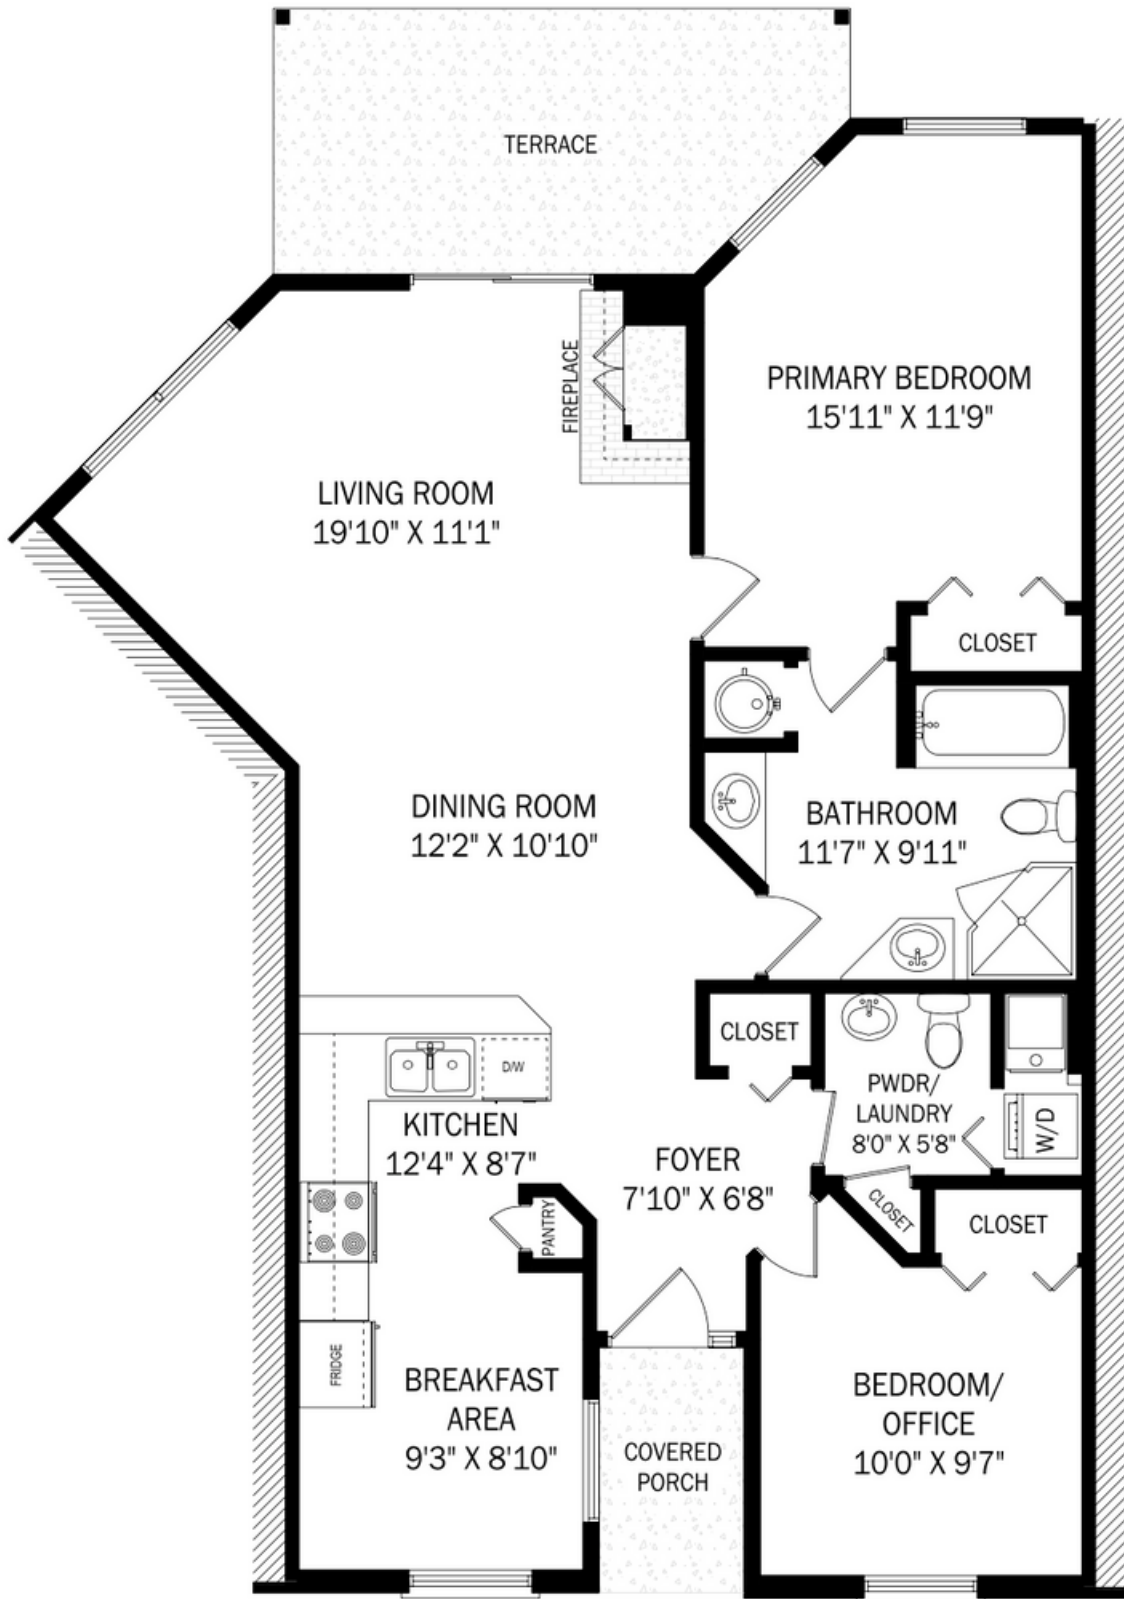 TERRACE
FIREPLACE
PRIMARY BEDROOM
15'11" X 11'9"
LIVING ROOM
19'10" X 11'1"
CLOSET
DINING ROOM
12'2" X 10'10"
BATHROOM
11'7" X 9'11"
CLOSET
D/W
KITCHEN
12'4" X 8'7"
PWDR/
LAUNDRY
8'0" X 5'8"
W/D
FOYER
7'10" X 6'8"
PANTRY
CLOSET
CLOSET
FRIDGE
BREAKFAST
AREA
9'3" X 8'10"
COVERED
PORCH
BEDROOM/
OFFICE
10'0" X 9'7"